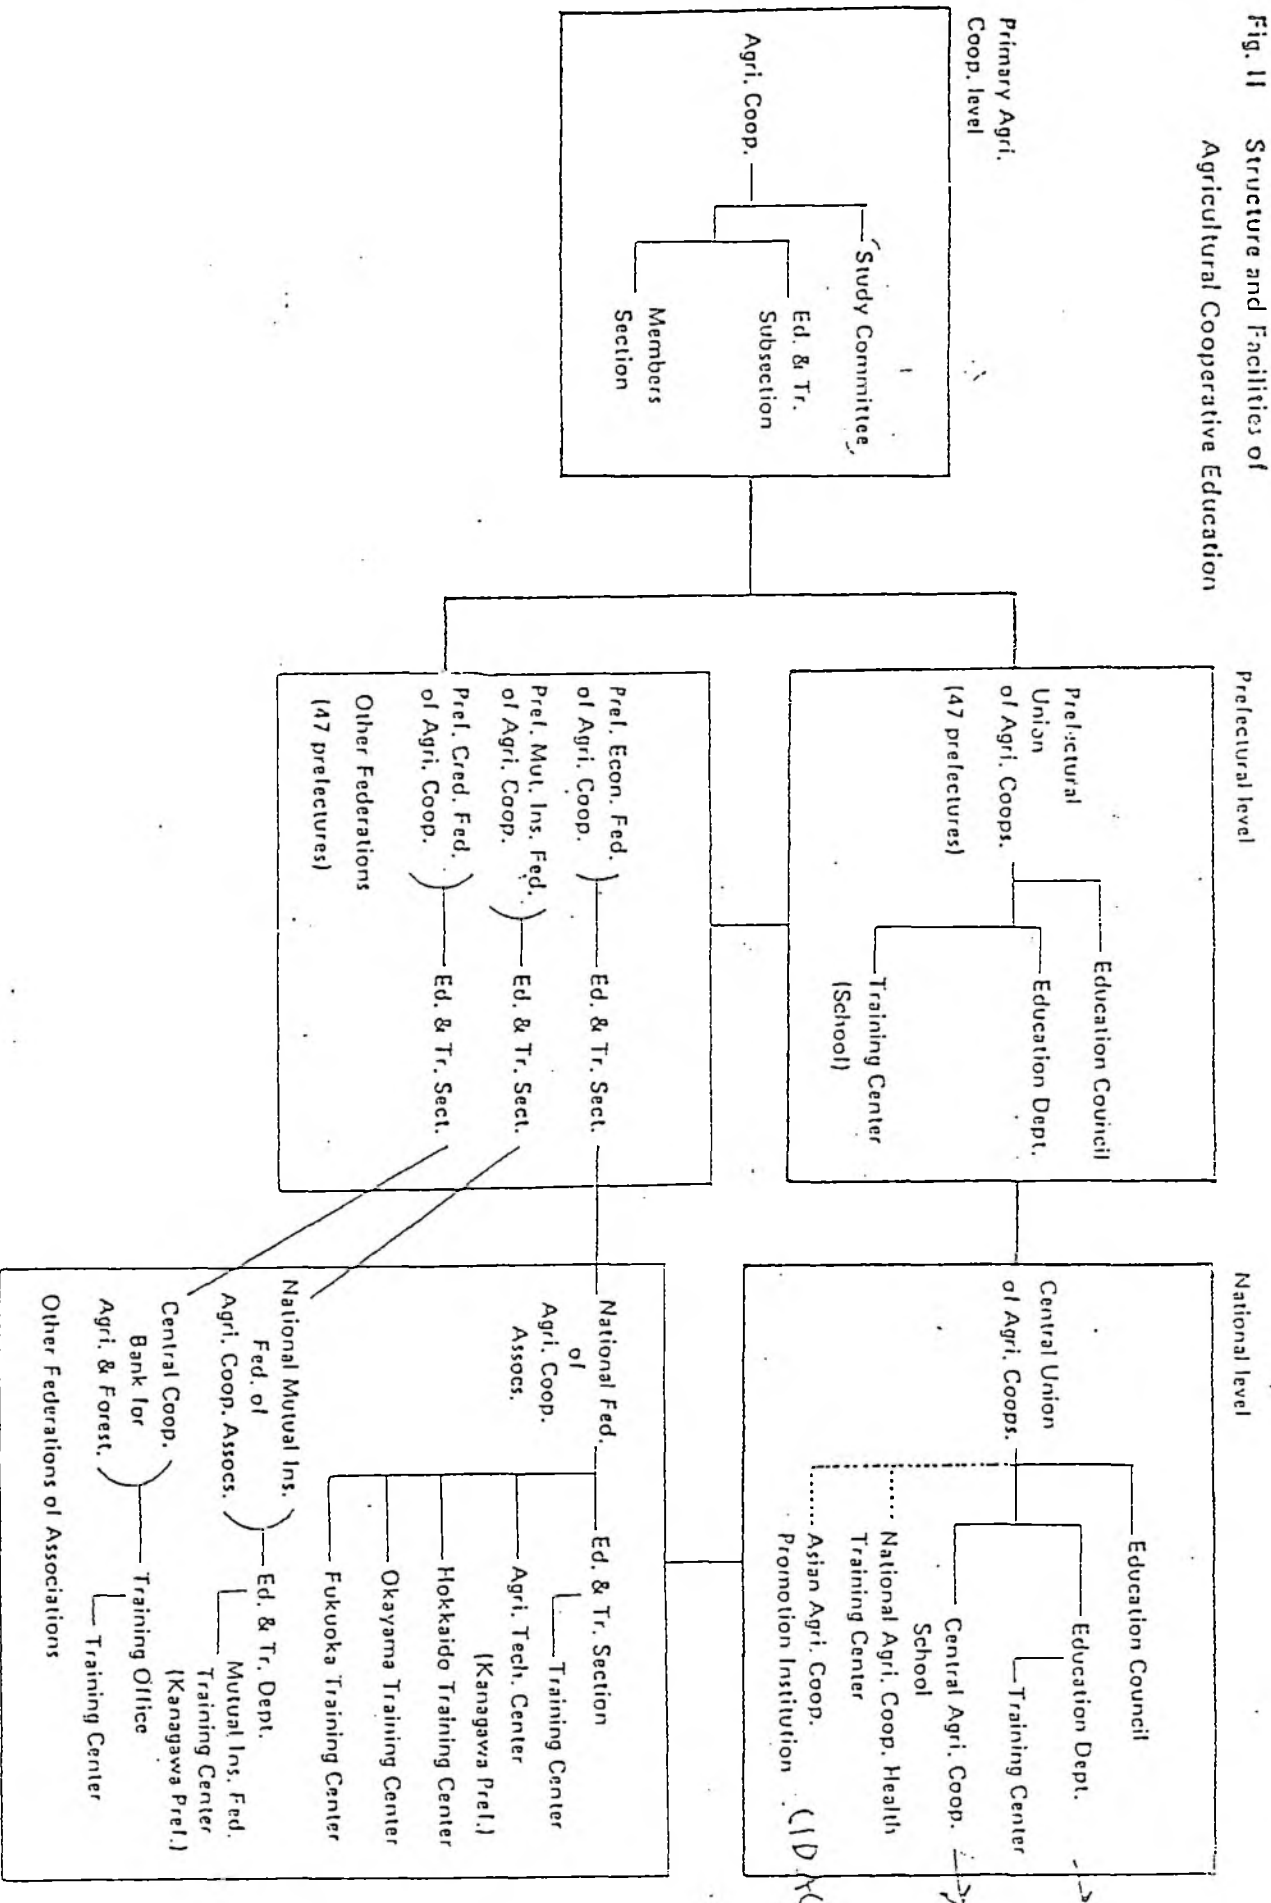 Fig. II Structure and Facilities of
Agricultural Cooperative Education
Primary Agri.
Coop. level
Agri. Coop.
Study Committee
Ed. & Tr.
Subsection
Members
Section
Prefectural level
Prefectural
Union
of Agri. Coops.
(47 prefectures)
Education Council
Education Dept.
Training Center
(School)
Pref. Econ. Fed.
of Agri. Coop.
Ed. & Tr. Sect.
Pref. Mut. Ins. Fed.
of Agri. Coop.
Ed. & Tr. Sect.
Pref. Cred. Fed.
of Agri. Coop.
Ed. & Tr. Sect.
Other Federations
(47 prefectures)
National level
Central Union
of Agri. Coops.
Education Council
Education Dept.
Training Center
Central Agri. Coop.
School
National Agri. Coop. Health
Training Center
Asian Agri. Coop.
Promotion Institution
National Fed.
of
Agri. Coop.
Assocs.
Ed. & Tr. Section
Training Center
Agri. Tech. Center
(Kanagawa Pref.)
Hokkaido Training Center
Okayama Training Center
Fukuoka Training Center
National Mutual Ins.
Fed. of
Agri. Coop. Assocs.
Ed. & Tr. Dept.
Mutual Ins. Fed.
Training Center
(Kanagawa Pref.)
Central Coop.
Bank for
Agri. & Forest.
Training Office
Training Center
Other Federations of Associations